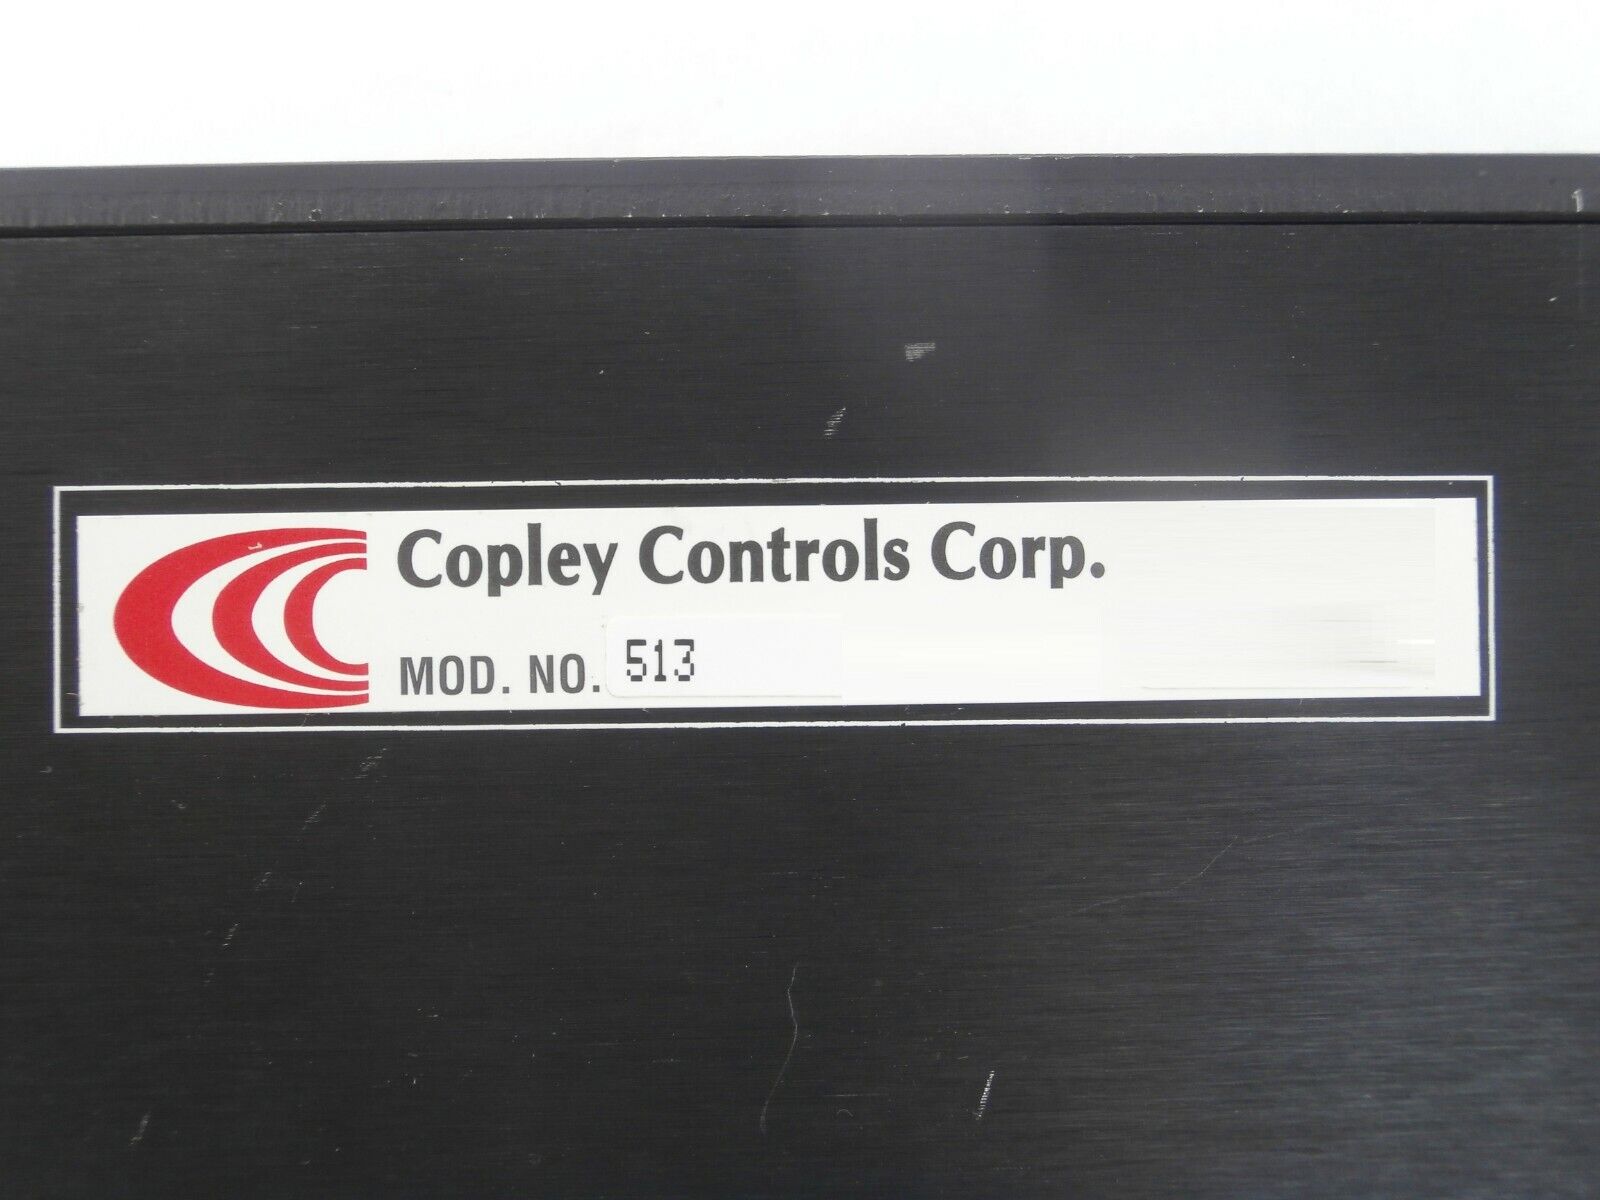 Copley Controls Corp.
MOD. NO. 513